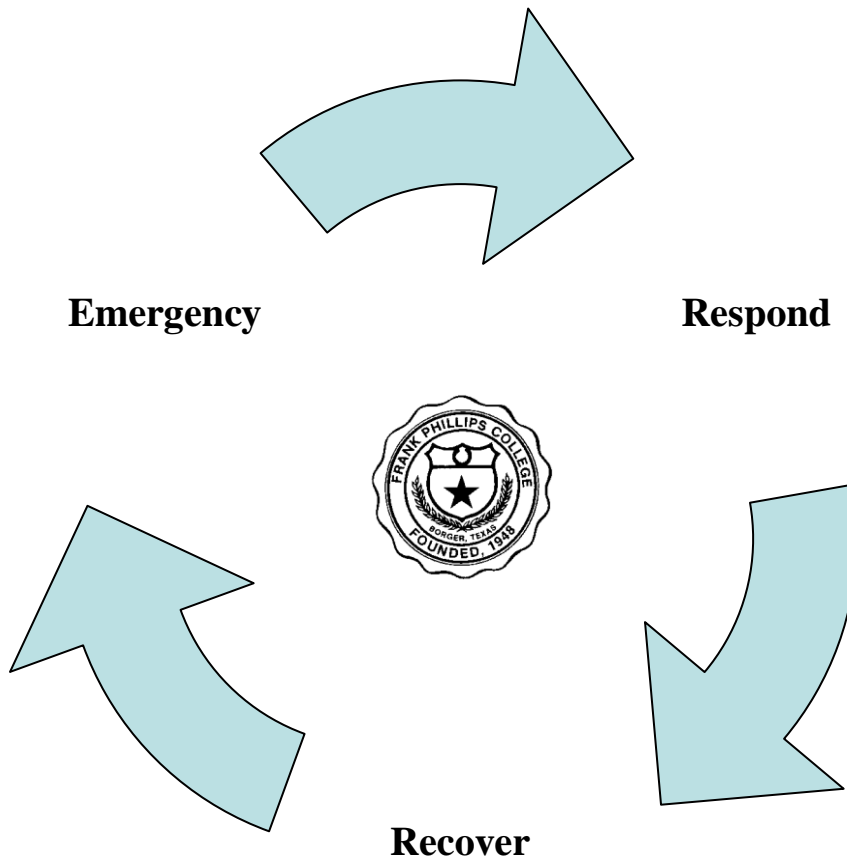 Emergency
Respond
FRANK PHILLIPS COLLEGE
BORGER, TEXAS
FOUNDED, 1948
Recover